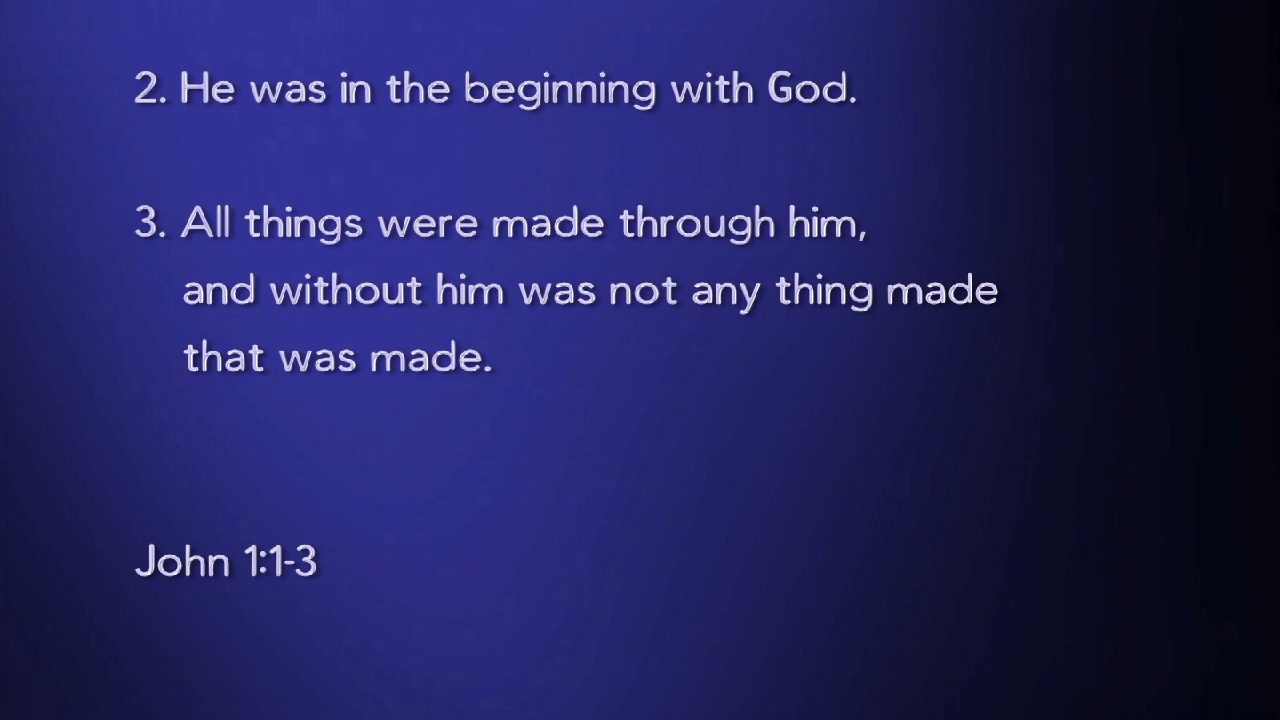 2. He was in the beginning with God.
3. All things were made through him,
and without him was not any thing made
that was made.
John 1:1-3